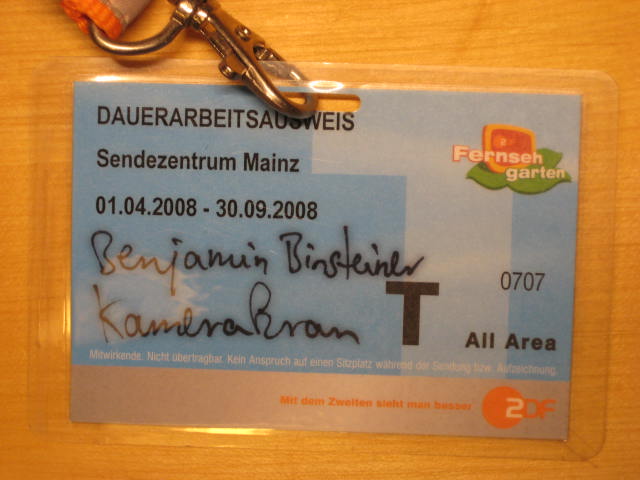 DAUERARBEITSAUSWEIS
Sendezentrum Mainz
Fernseh
garten
01.04.2008 - 30.09.2008
Benjamin Binsteiner
0707
Kamerakran
T
All Area
Mitwirkende. Nicht übertragbar. Kein Anspruch auf einen Sitzplatz während der Sendung bzw. Aufzeichnung.
Mit dem Zweiten sieht man besser
2DF